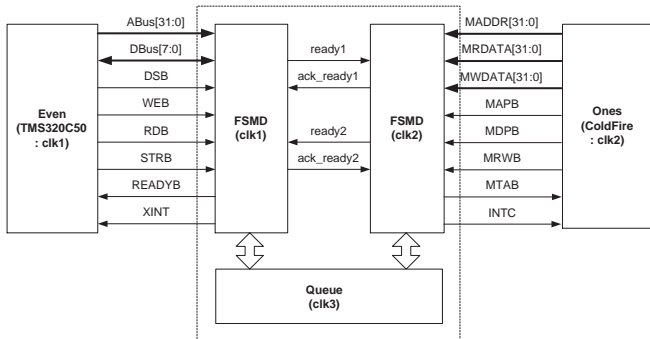 ABus[31:0]
DBus[7:0]
DSB
WEB
RDB
STRB
READYB
XINT
Even
(TMS320C50
: clk1)
FSMD
(clk1)
ready1
ack_ready1
ready2
ack_ready2
FSMD
(clk2)
MADDR[31:0]
MRDATA[31:0]
MWDATA[31:0]
MAPB
MDPB
MRWB
MTAB
INTC
Ones
(ColdFire
: clk2)
Queue
(clk3)